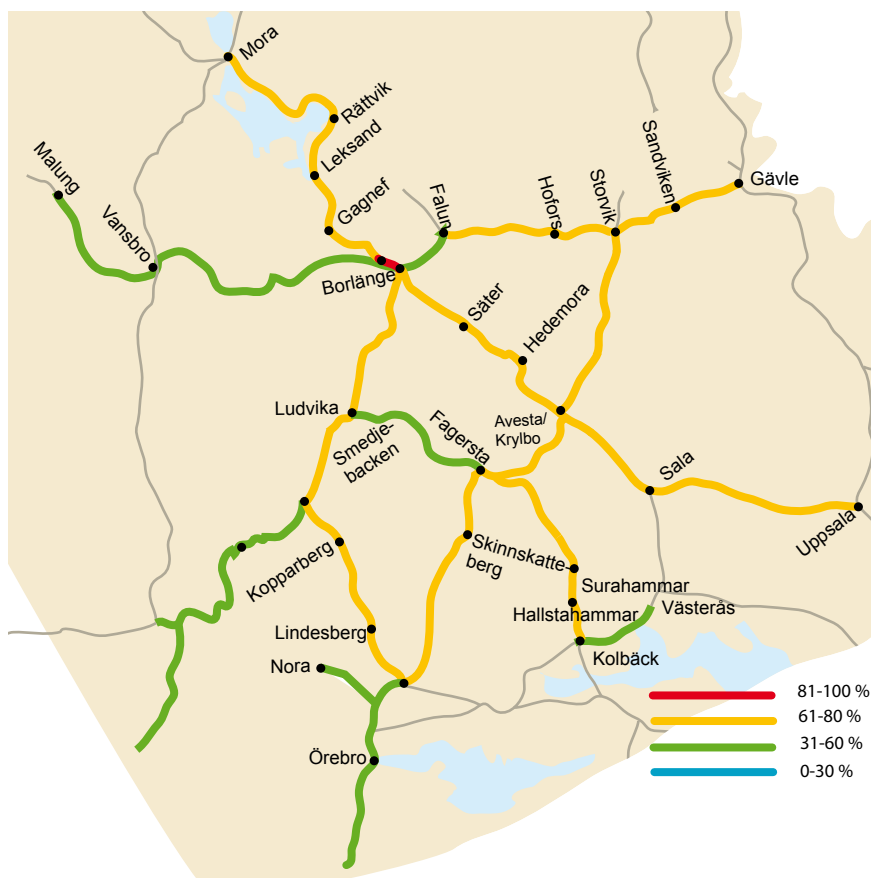 Mora
Rättvik
Leksand
Malung
Vansbro
Gagnef
Falun
Hofors
Storvik
Sandviken
Gävle
Borlänge
Säter
Hedemora
Ludvika
Smedje-
backen
Fagersta
Avesta/
Krylbo
Sala
Uppsala
Kopparberg
Skinnskatte-
berg
Surahammar
Hallstahammar
Västerås
Lindesberg
Nora
Kolbäck
Örebro
81-100 %
61-80 %
31-60 %
0-30 %